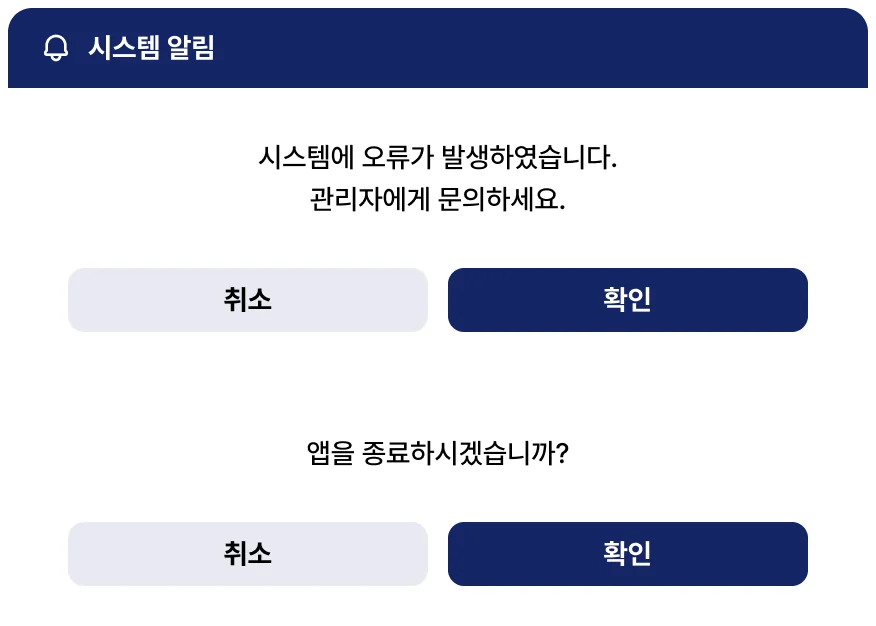 시스템 알림
시스템에 오류가 발생하였습니다.
관리자에게 문의하세요.
취소
확인
앱을 종료하시겠습니까?
취소
확인